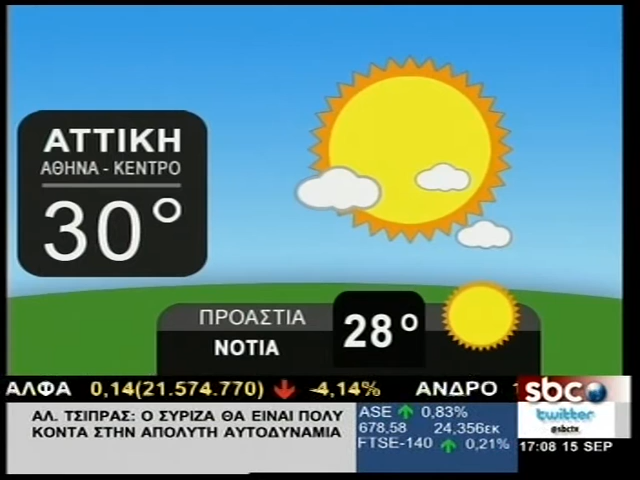 ΑΤΤΙΚΗ
ΑΘΗΝΑ - ΚΕΝΤΡΟ
30°
ΠΡΟΑΣΤΙΑ
ΝΟΤΙΑ
28°
ΑΛΦΑ 0,14(21.574.770) -4,14% ΑΝΔΡΟ
sbc
ΑΛ. ΤΣΙΠΡΑΣ: Ο ΣΥΡΙΖΑ ΘΑ ΕΙΝΑΙ ΠΟΛΥ
ΚΟΝΤΑ ΣΤΗΝ ΑΠΟΛΥΤΗ ΑΥΤΟΔΥΝΑΜΙΑ
ASE 0,83%
678,58 24,356εκ
FTSE-140 0,21%
twitter
@sbctv
17:08 15 SEP